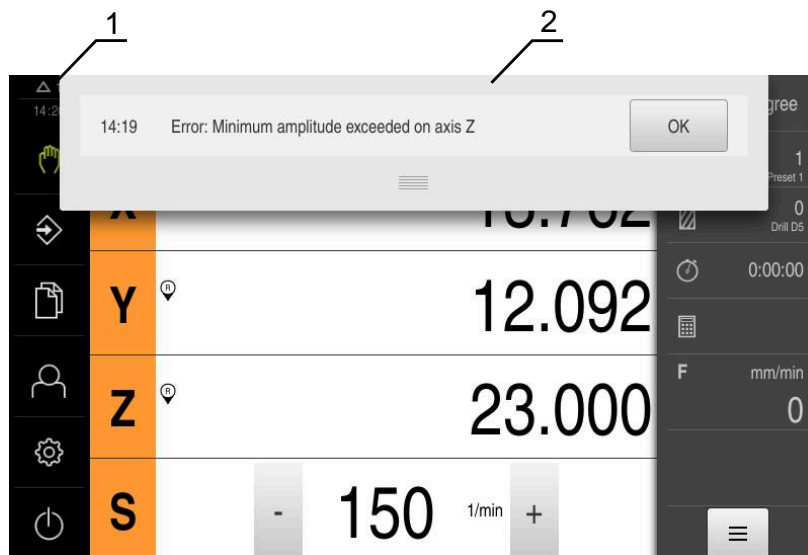 1
2
14:19 Error: Minimum amplitude exceeded on axis Z OK
Preset 1
1
0
Drill D5
Y R 12.092
0:00:00
Z R 23.000
F mm/min
0
S - 150 1/min +